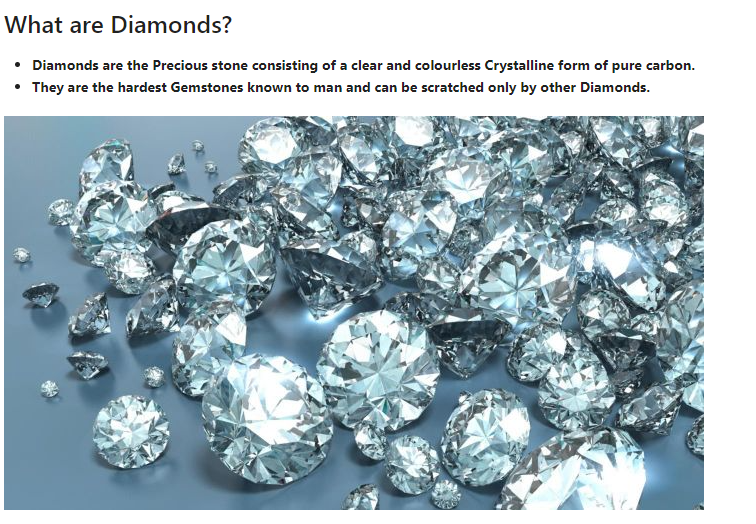 What are Diamonds?
• Diamonds are the Precious stone consisting of a clear and colourless Crystalline form of pure carbon.
• They are the hardest Gemstones known to man and can be scratched only by other Diamonds.